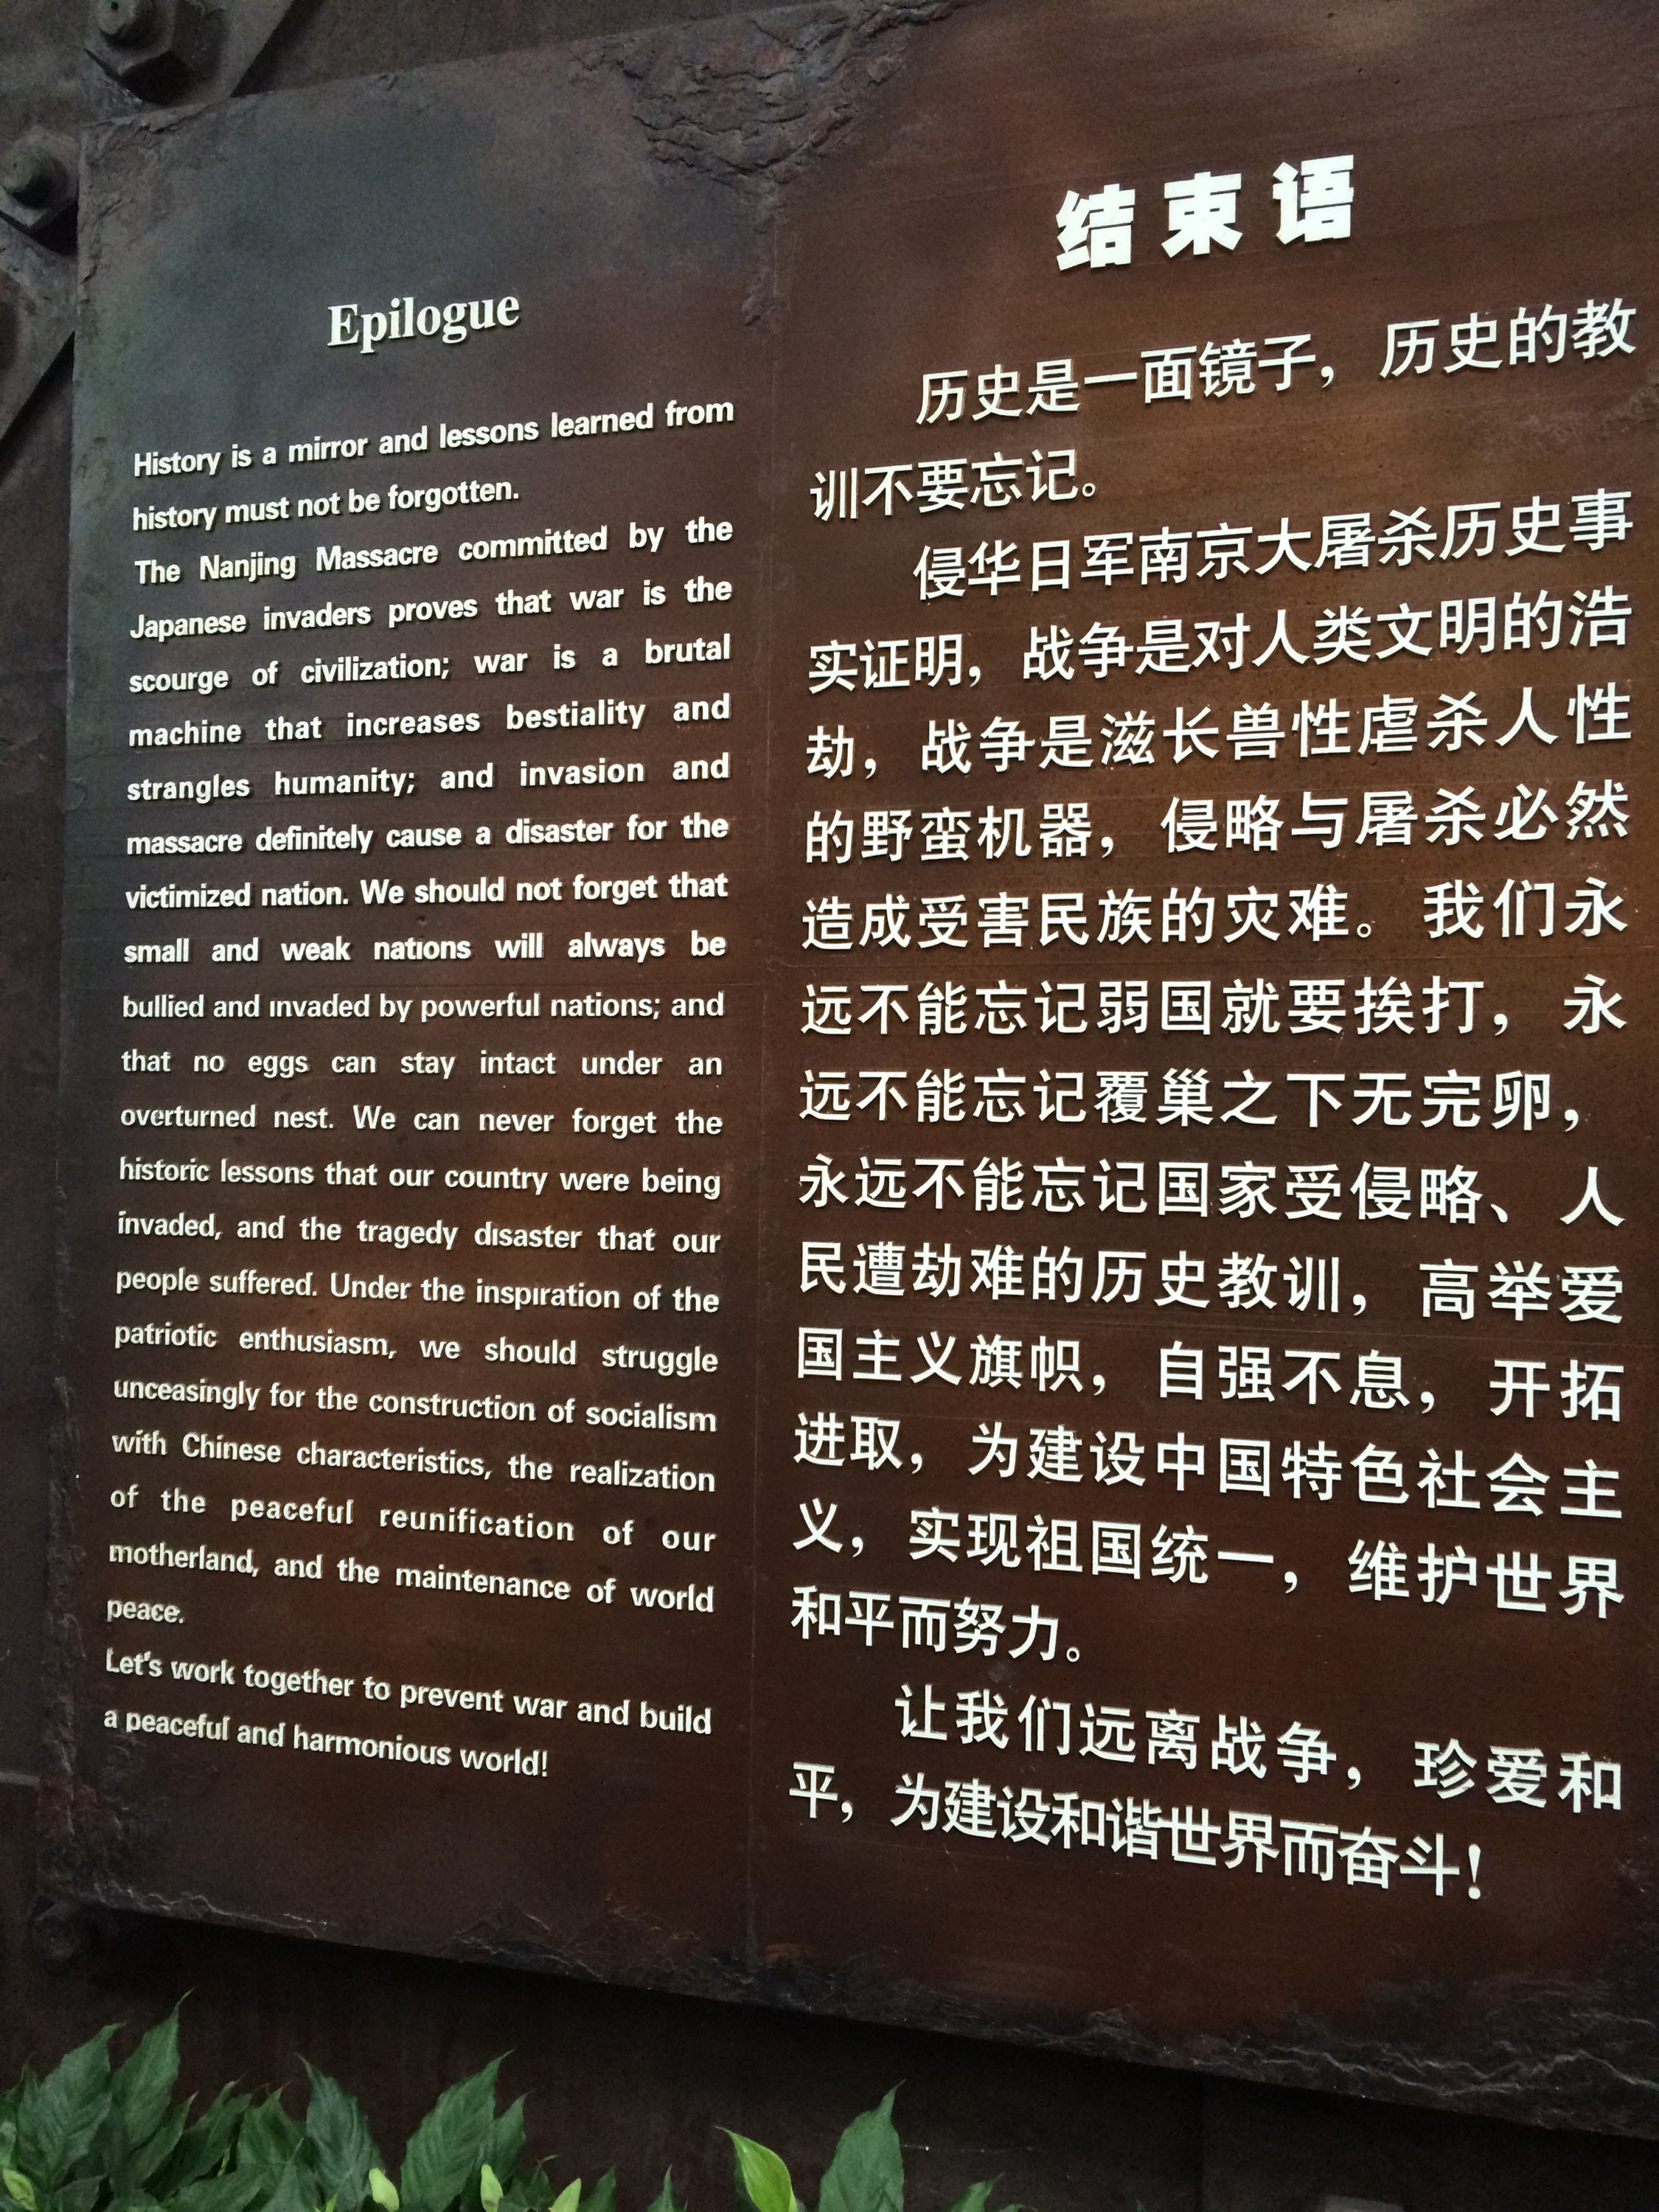 Epilogue
History is a mirror and lessons learned from
history must not be forgotten.
The Nanjing Massacre committed by the
Japanese invaders proves that war is the
scourge of civilization; war is a brutal
machine that increases bestiality and
strangles humanity; and invasion and
massacre definitely cause a disaster for the
victimized nation. We should not forget that
small and weak nations will always be
bullied and invaded by powerful nations; and
that no eggs can stay intact under an
overturned nest. We can never forget the
historic lessons that our country were being
invaded, and the tragedy disaster that our
people suffered. Under the inspiration of the
patriotic enthusiasm, we should struggle
unceasingly for the construction of socialism
with Chinese characteristics, the realization
of the peaceful reunification of our
motherland, and the maintenance of world
peace.
Let's work together to prevent war and build
a peaceful and harmonious world!
结束语
历史是一面镜子，历史的教
训不要忘记。
侵华日军南京大屠杀历史事
实证明，战争是对人类文明的浩
劫，战争是滋长兽性虐杀人性
的野蛮机器，侵略与屠杀必然
造成受害民族的灾难。我们永
远不能忘记弱国就要挨打，永
远不能忘记覆巢之下无完卵，
永远不能忘记国家受侵略、人
民遭劫难的历史教训，高举爱
国主义旗帜，自强不息，开拓
进取，为建设中国特色社会主
义，实现祖国统一，维护世界
和平而努力。
让我们远离战争，珍爱和
平，为建设和谐世界而奋斗！